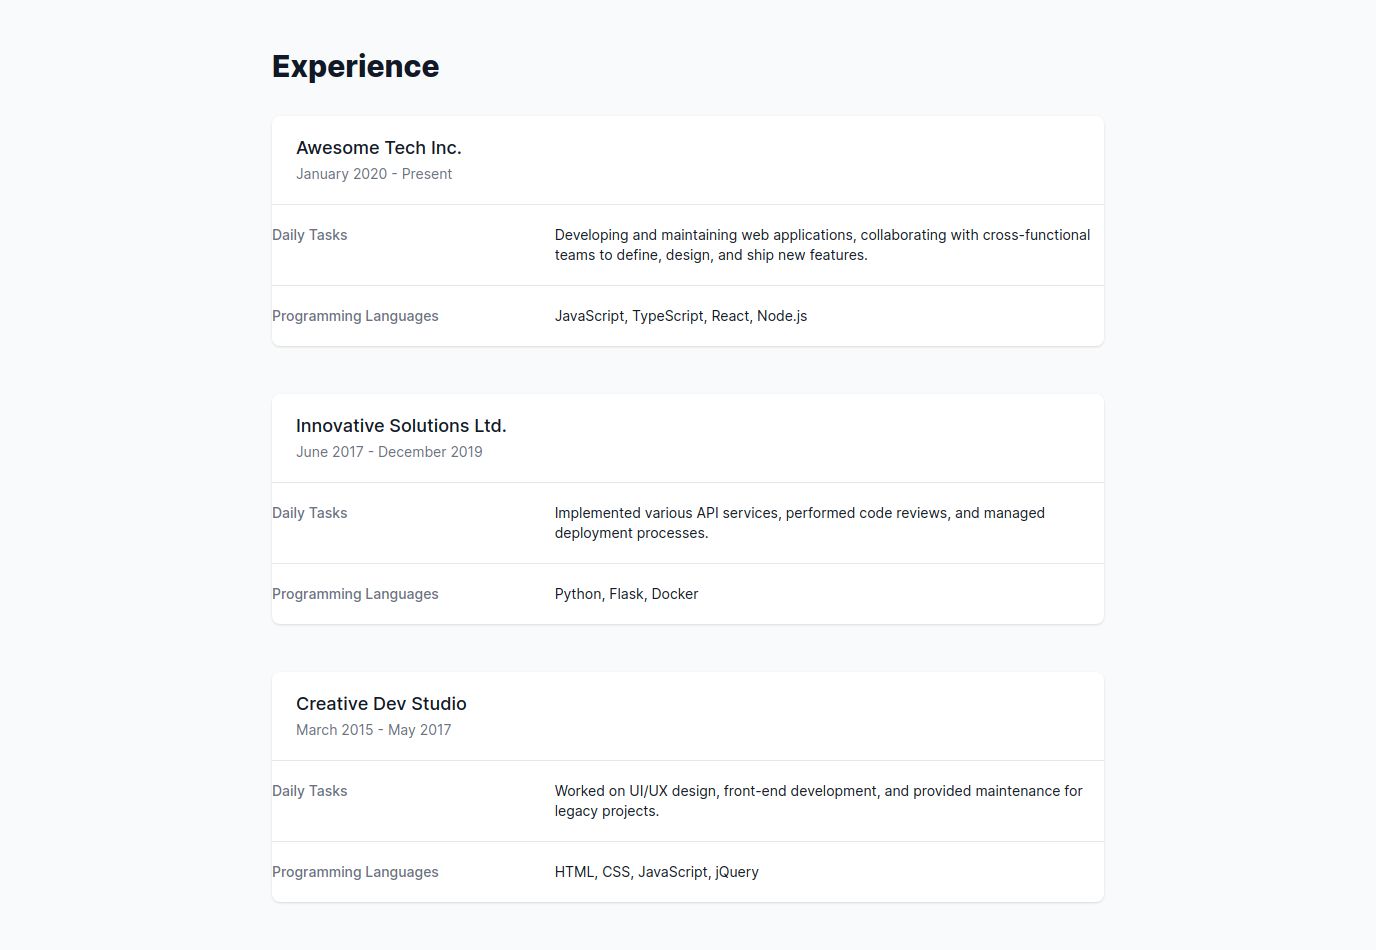 Experience
Awesome Tech Inc.
January 2020 - Present
Daily Tasks
Developing and maintaining web applications, collaborating with cross-functional
teams to define, design, and ship new features.
Programming Languages
JavaScript, TypeScript, React, Node.js
Innovative Solutions Ltd.
June 2017 - December 2019
Daily Tasks
Implemented various API services, performed code reviews, and managed
deployment processes.
Programming Languages
Python, Flask, Docker
Creative Dev Studio
March 2015 - May 2017
Daily Tasks
Worked on UI/UX design, front-end development, and provided maintenance for
legacy projects.
Programming Languages
HTML, CSS, JavaScript, jQuery